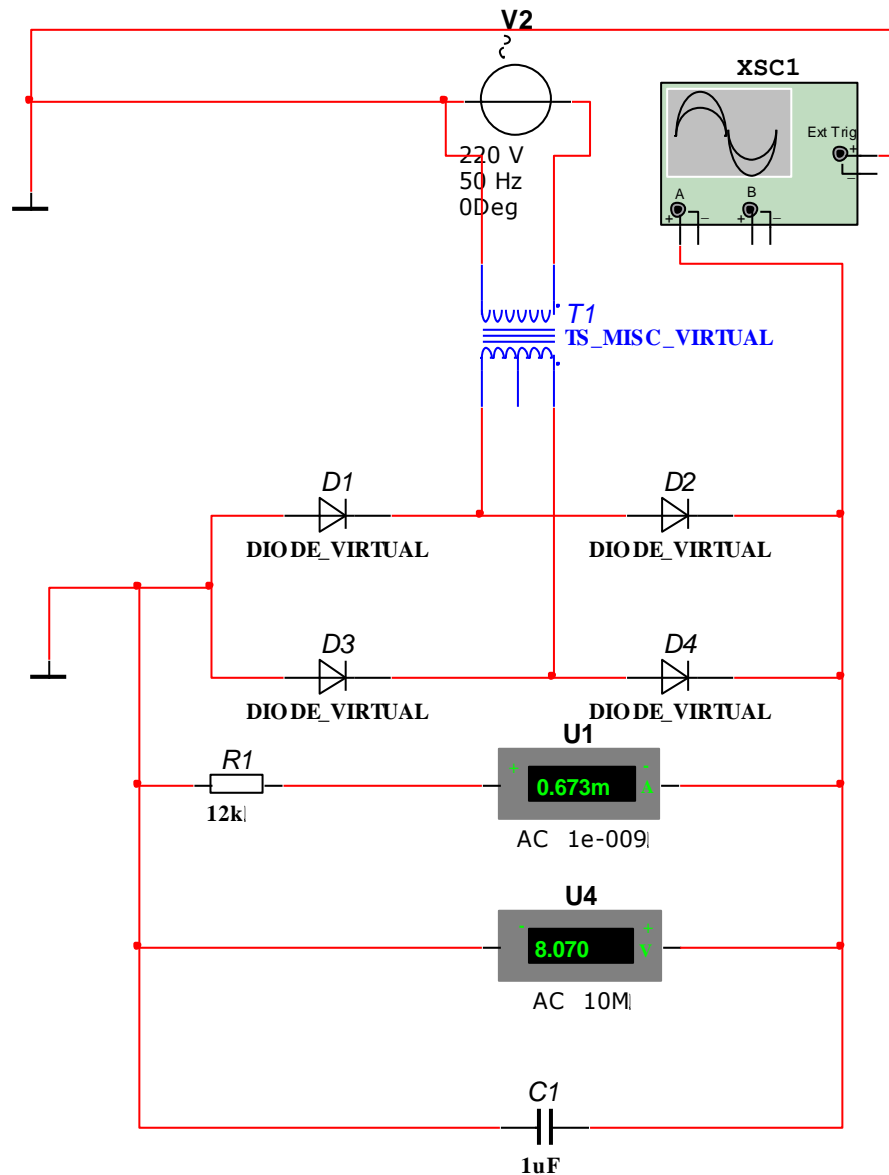 V2
XSC1
Ext Trig
+
−
A
B
+ −
+ −
220 V
50 Hz
0Deg
T1
TS_MISC_VIRTUAL
D1
D2
DIODE_VIRTUAL
DIODE_VIRTUAL
D3
D4
DIODE_VIRTUAL
DIODE_VIRTUAL
U1
R1
+ -
0.673m A
12k
AC 1e-009
U4
- +
8.070 V
AC 10M
C1
1uF